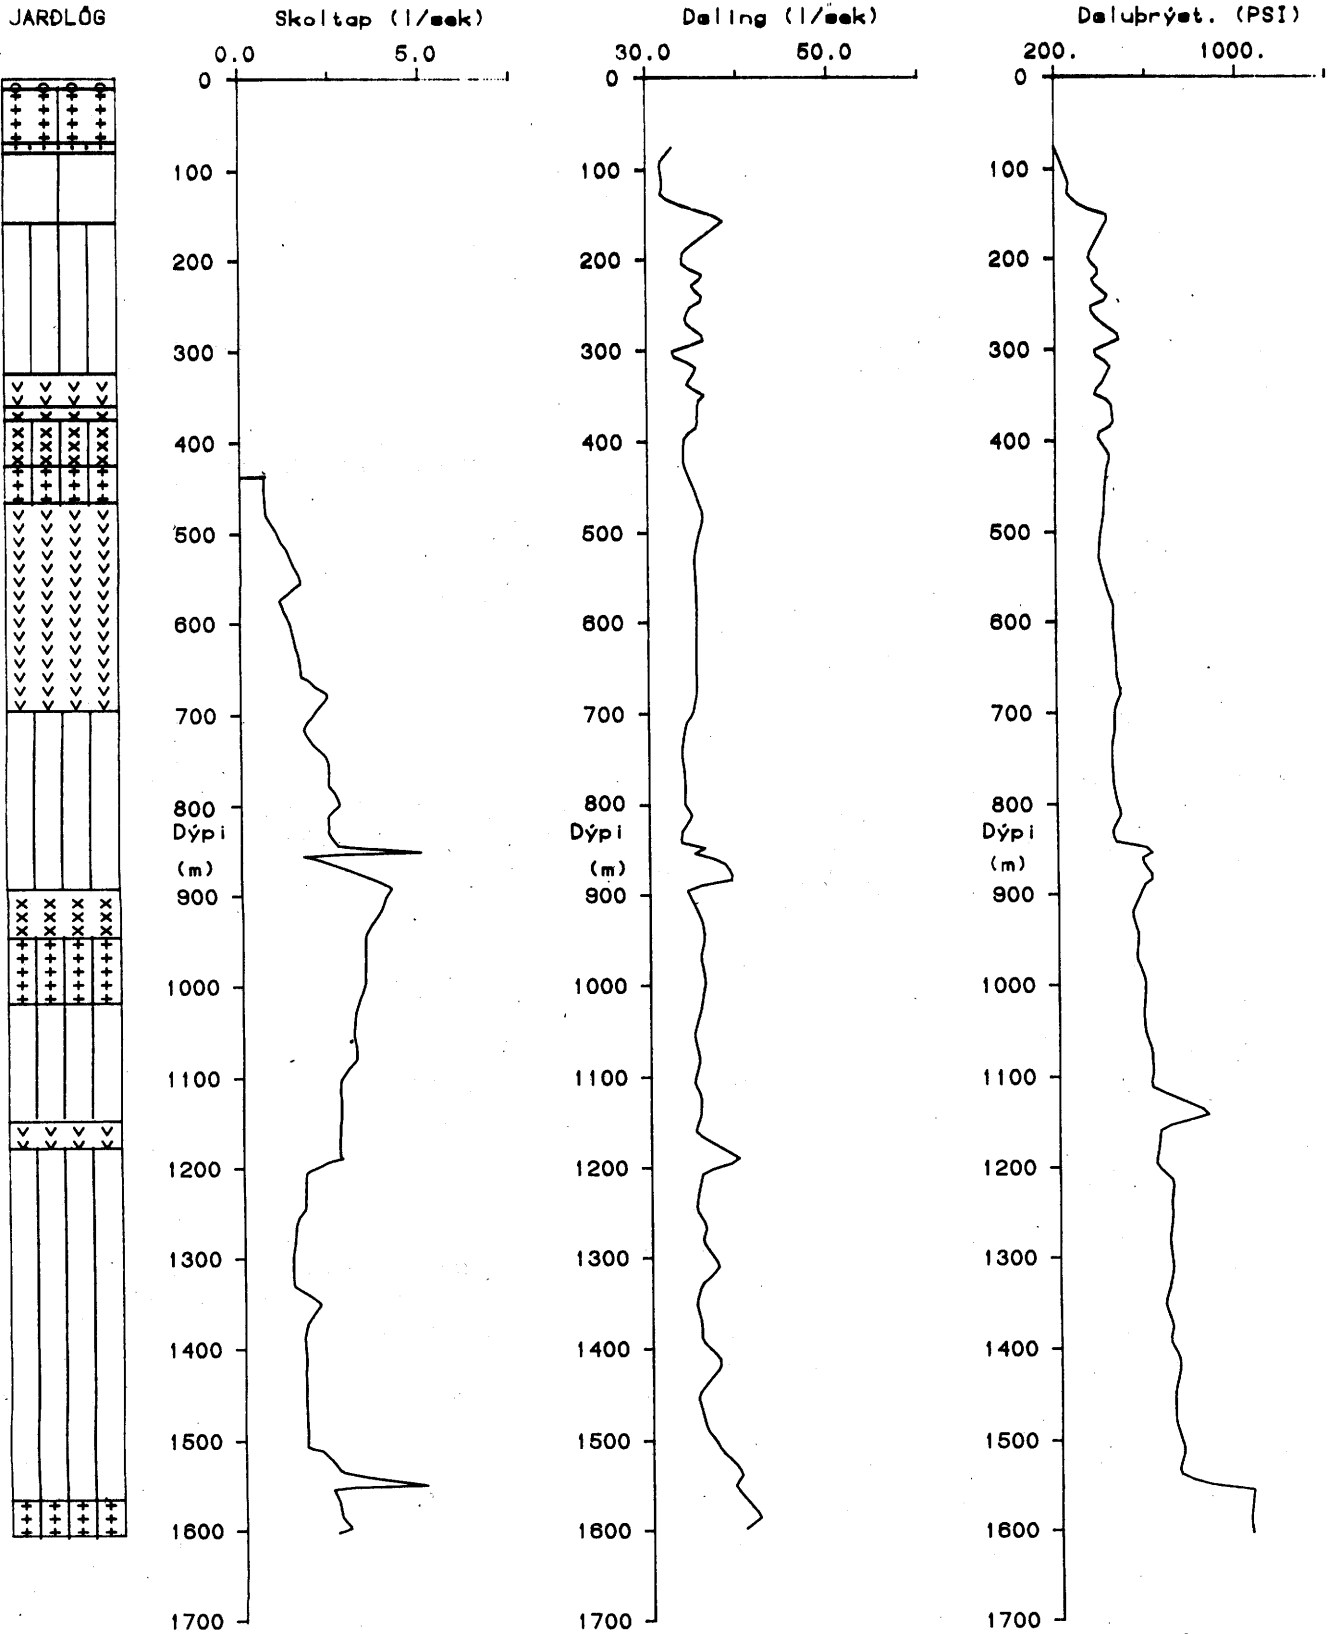 JARÐLÖG
Skoltap (l/sek)
Dæling (l/sek)
Dæluþrýst. (PSI)
0.0 5.0
30.0 50.0
200. 1000.
0 0 0
100 100 100
200 200 200
300 300 300
400 400 400
500 500 500
600 600 600
700 700 700
800 800 800
Dýpi Dýpi Dýpi
(m) (m) (m)
900 900 900
1000 1000 1000
1100 1100 1100
1200 1200 1200
1300 1300 1300
1400 1400 1400
1500 1500 1500
1600 1600 1600
1700 1700 1700